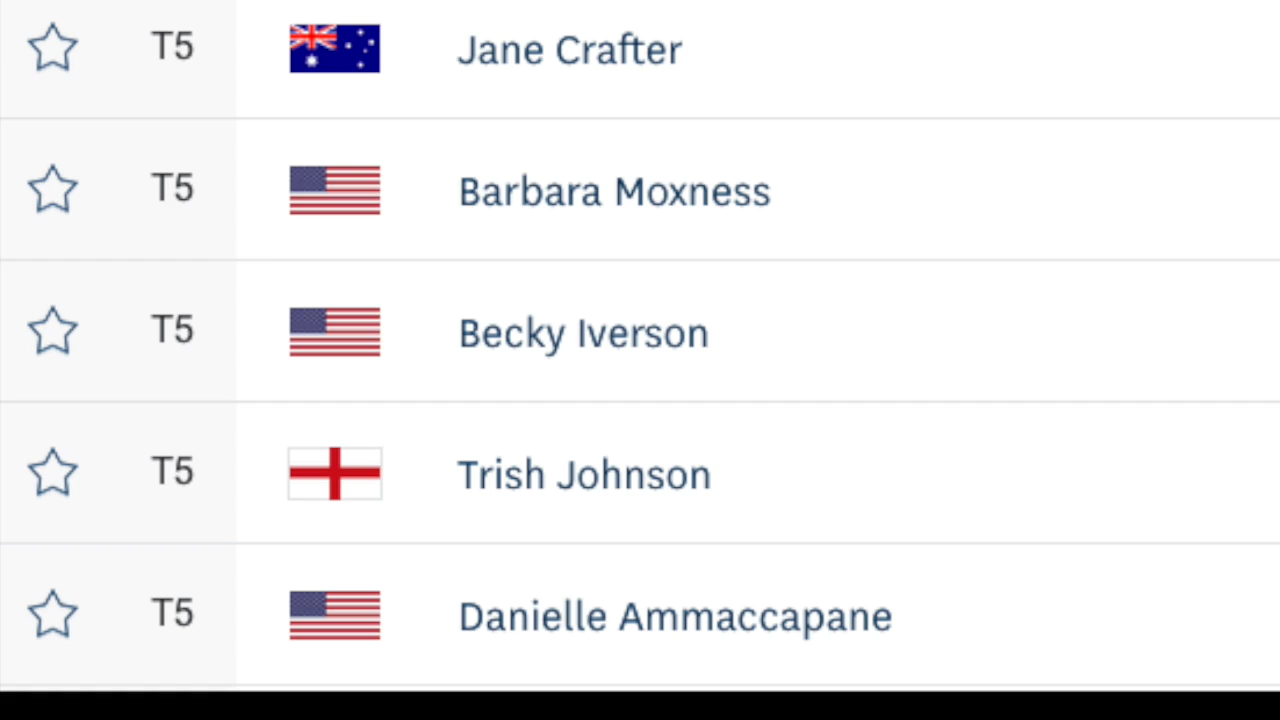 T5 Jane Crafter
T5 Barbara Moxness
T5 Becky Iverson
T5 Trish Johnson
T5 Danielle Ammaccapane